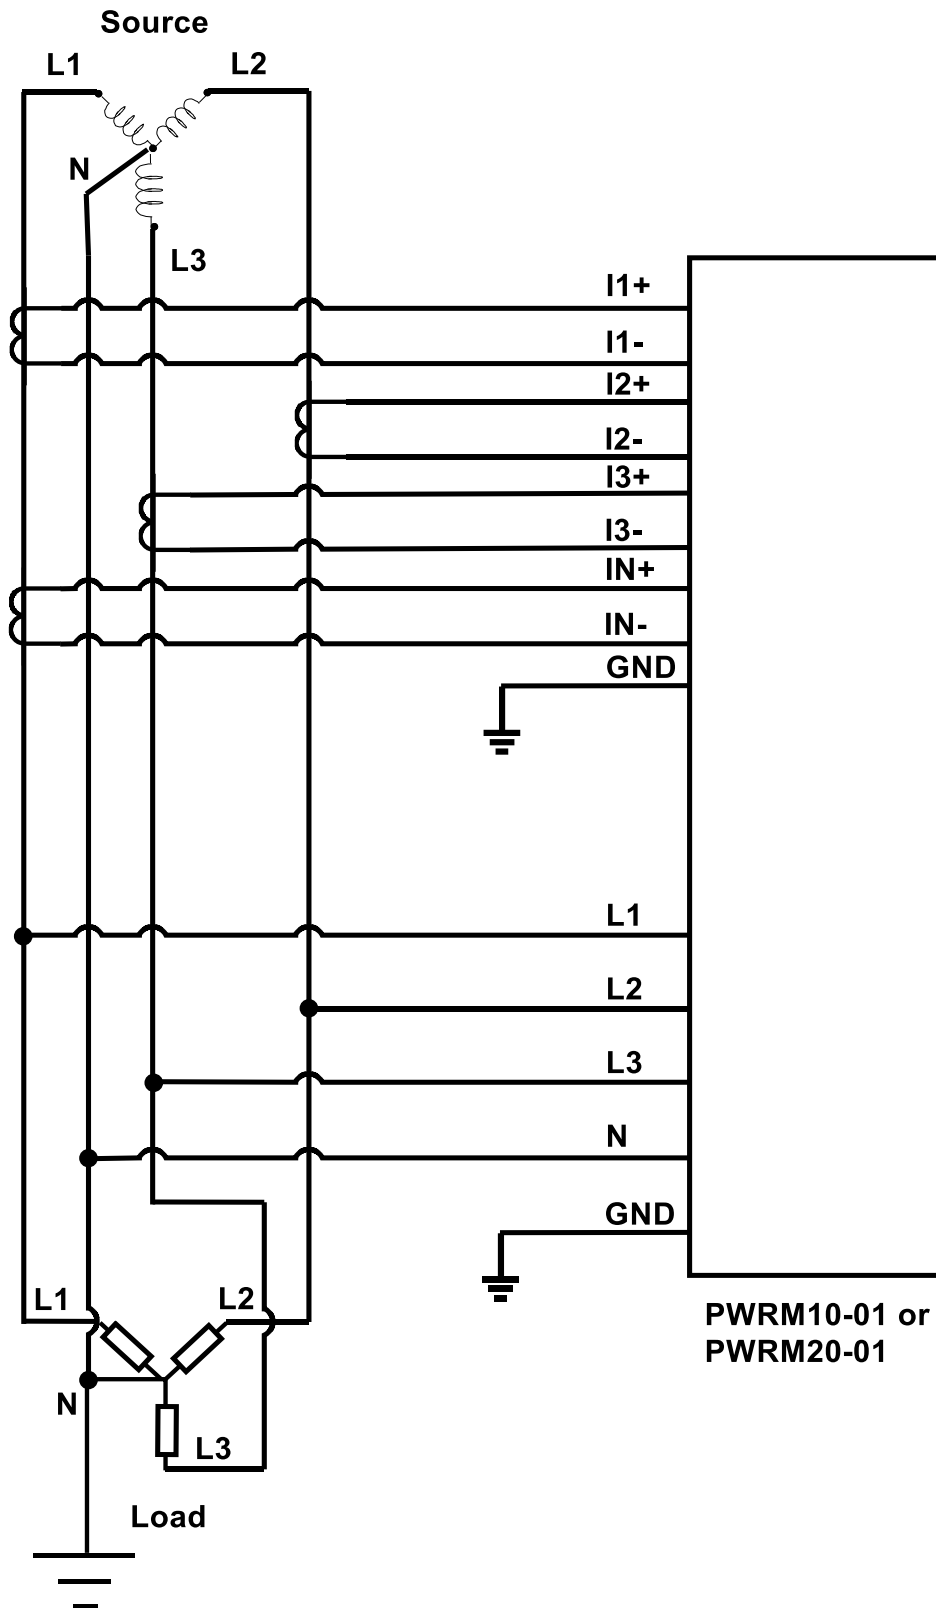 Source
L1
L2
N
L3
I1+
I1-
I2+
I2-
I3+
I3-
IN+
IN-
GND
L1
L2
L3
N
GND
L1
L2
PWRM10-01 or
PWRM20-01
N
L3
Load